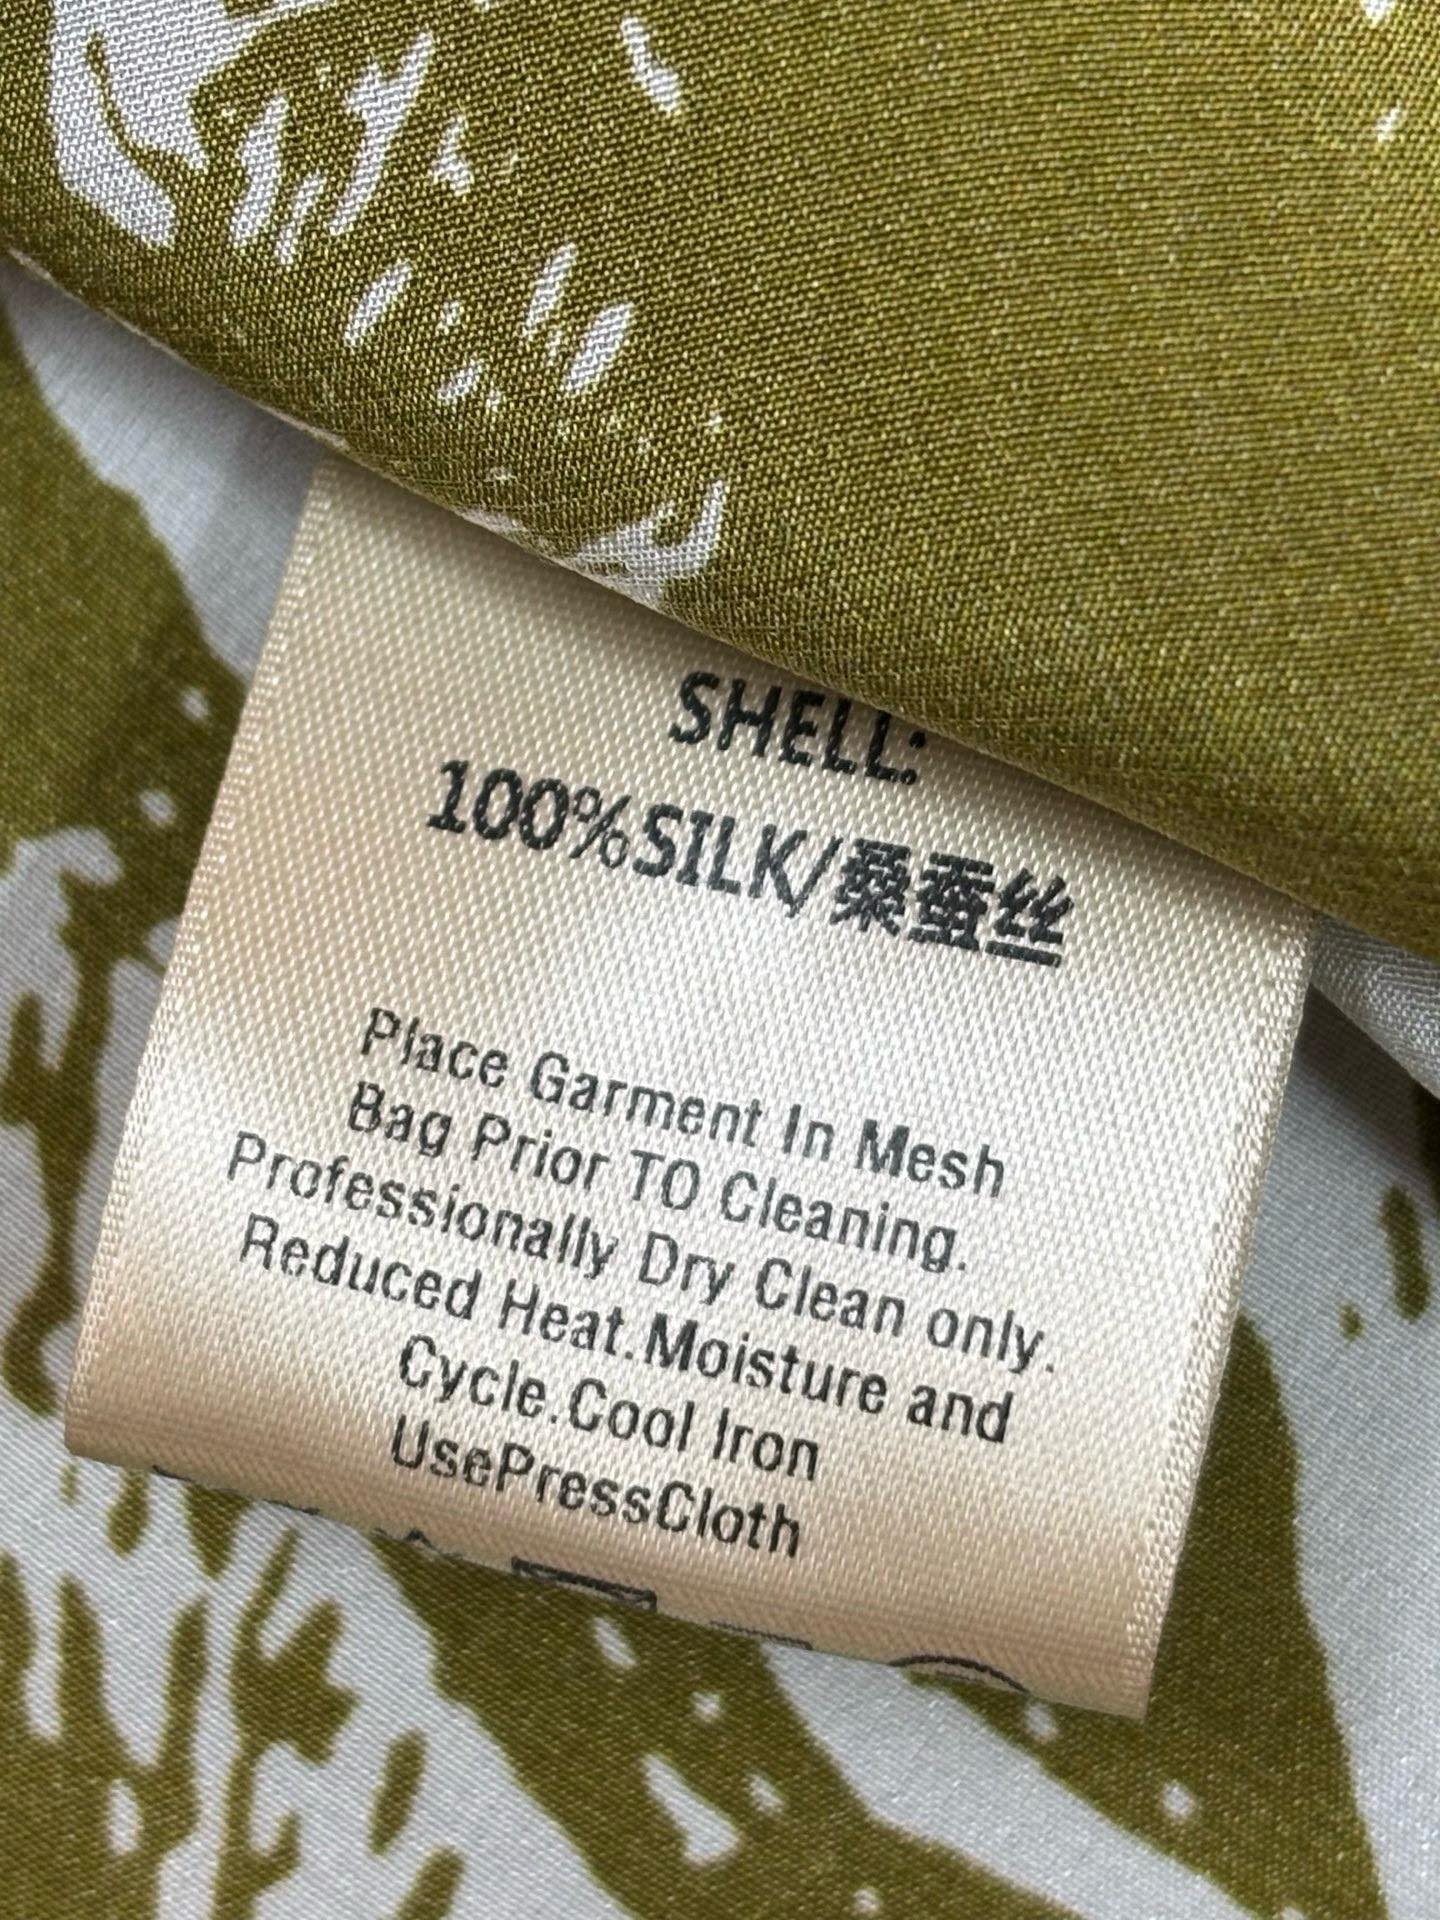 SHELL:
100%SILK/桑蚕丝
Place Garment In Mesh
Bag Prior TO Cleaning.
Professionally Dry Clean only.
Reduced Heat.Moisture and
Cycle.Cool Iron
UsePressCloth